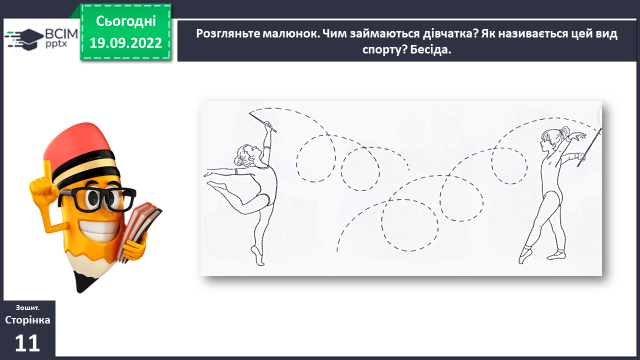 ВСІМ
pptx
Сьогодні
19.09.2022
Розгляньте малюнок. Чим займаються дівчатка? Як називається цей вид
спорту? Бесіда.
Зошит.
Сторінка
11